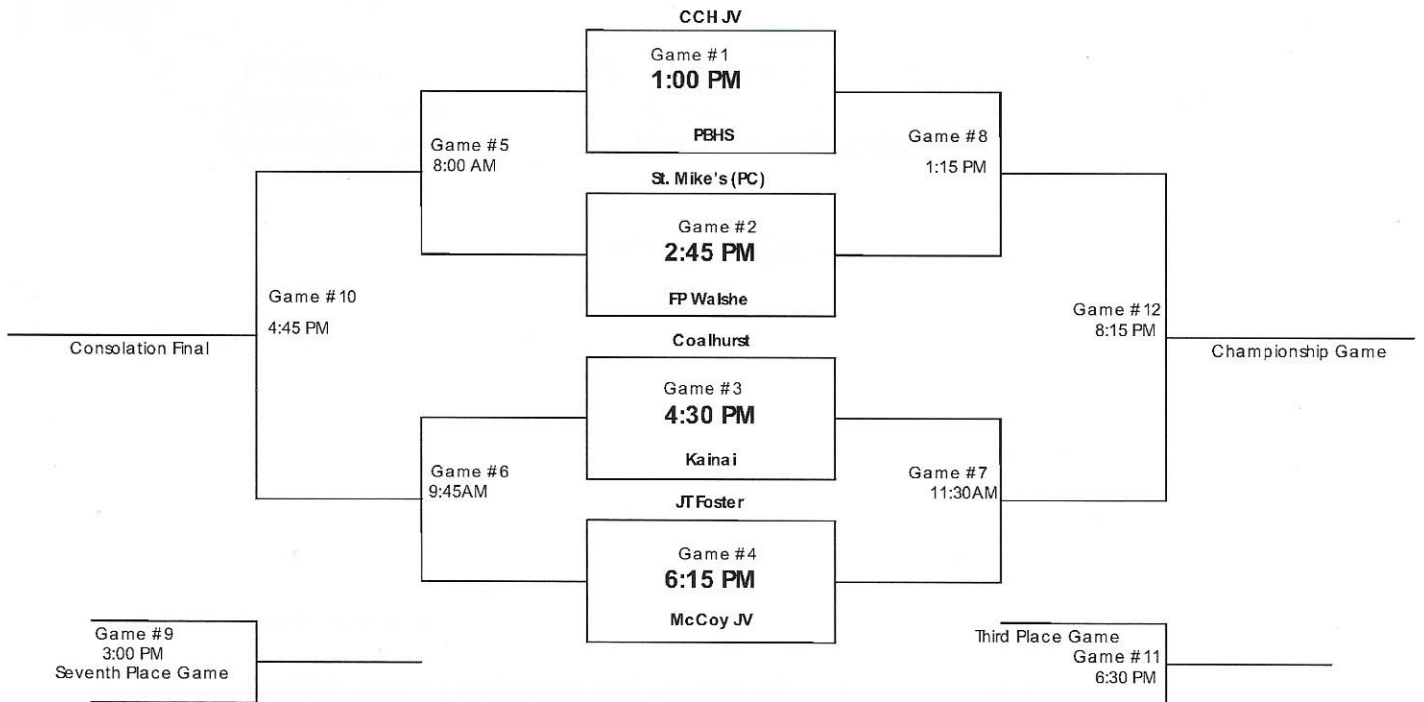 CCH JV
Game #1
1:00 PM
PBHS
Game #5
8:00 AM
Game #8
1:15 PM
St. Mike's (PC)
Game #2
2:45 PM
FP Walshe
Game #10
4:45 PM
Consolation Final
Game #12
8:15 PM
Championship Game
Coalhurst
Game #3
4:30 PM
Kainai
Game #6
9:45AM
Game #7
11:30AM
JT Foster
Game #4
6:15 PM
McCoy JV
Game #9
3:00 PM
Seventh Place Game
Third Place Game
Game #11
6:30 PM